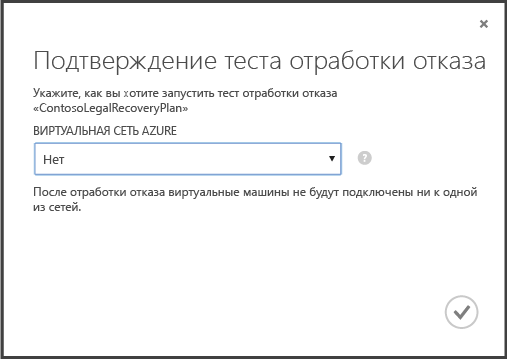 Подтверждение теста отработки отказа
Укажите, как вы хотите запустить тест отработки отказа
«ContosoLegalRecoveryPlan»
ВИРТУАЛЬНАЯ СЕТЬ AZURE
Нет
?
После отработки отказа виртуальные машины не будут подключены ни к одной
из сетей.